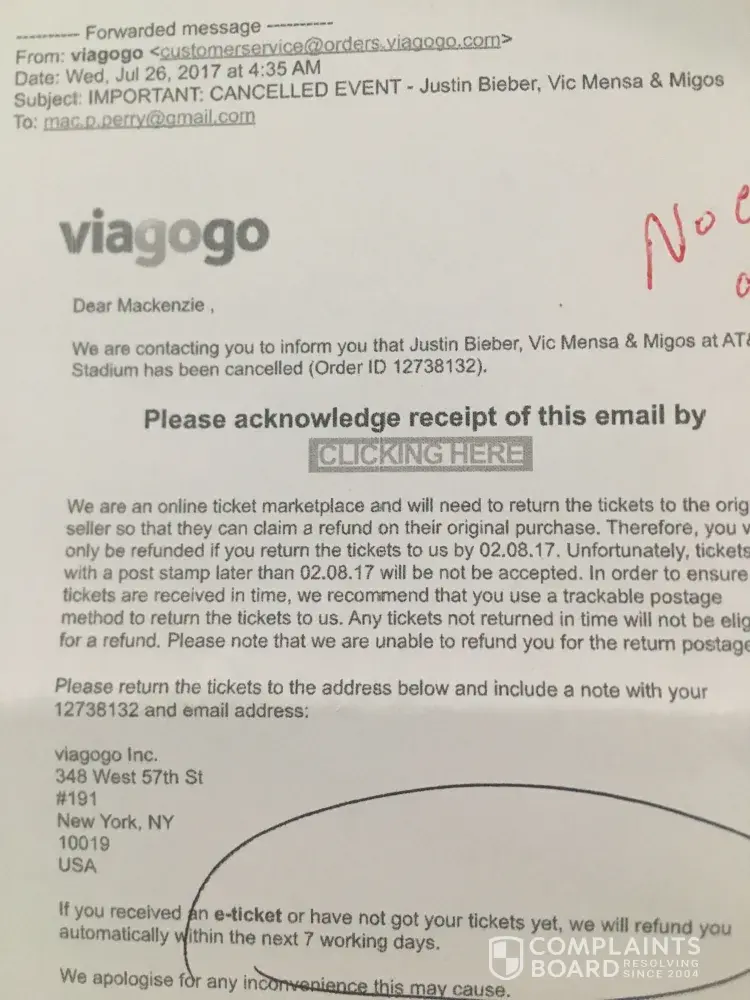 ---------- Forwarded message ----------
From: viagogo <customerservice@orders.viagogo.com>
Date: Wed, Jul 26, 2017 at 4:35 AM
Subject: IMPORTANT: CANCELLED EVENT - Justin Bieber, Vic Mensa & Migos
To: mac.p.perry@gmail.com
No
viagogo
Dear Mackenzie ,
We are contacting you to inform you that Justin Bieber, Vic Mensa & Migos at AT&
Stadium has been cancelled (Order ID 12738132).
Please acknowledge receipt of this email by
CLICKING HERE
We are an online ticket marketplace and will need to return the tickets to the orig
seller so that they can claim a refund on their original purchase. Therefore, you
only be refunded if you return the tickets to us by 02.08.17. Unfortunately, tickets
with a post stamp later than 02.08.17 will be not be accepted. In order to ensure
tickets are received in time, we recommend that you use a trackable postage
method to return the tickets to us. Any tickets not returned in time will not be elig
for a refund. Please note that we are unable to refund you for the return postage
Please return the tickets to the address below and include a note with your
12738132 and email address:
viagogo Inc.
348 West 57th St
#191
New York, NY
10019
USA
If you received an e-ticket or have not got your tickets yet, we will refund you
automatically within the next 7 working days.
We apologise for any inconvenience this may cause.
COMPLAINTS
BOARD RESOLVING SINCE 2004